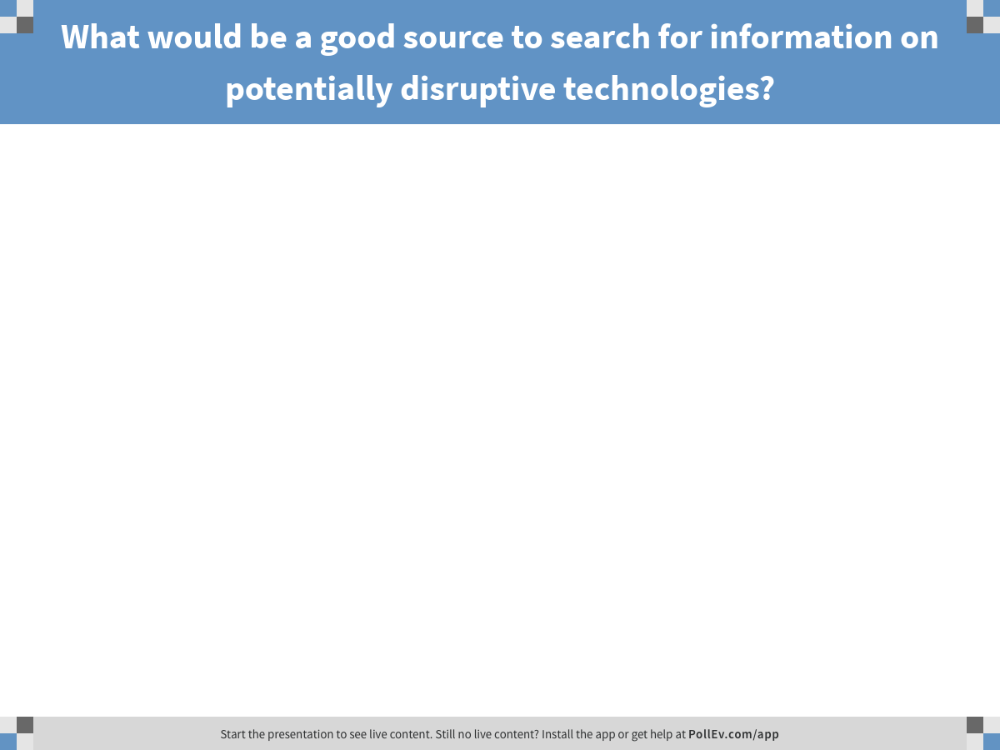 What would be a good source to search for information on
potentially disruptive technologies?
Start the presentation to see live content. Still no live content? Install the app or get help at PollEv.com/app